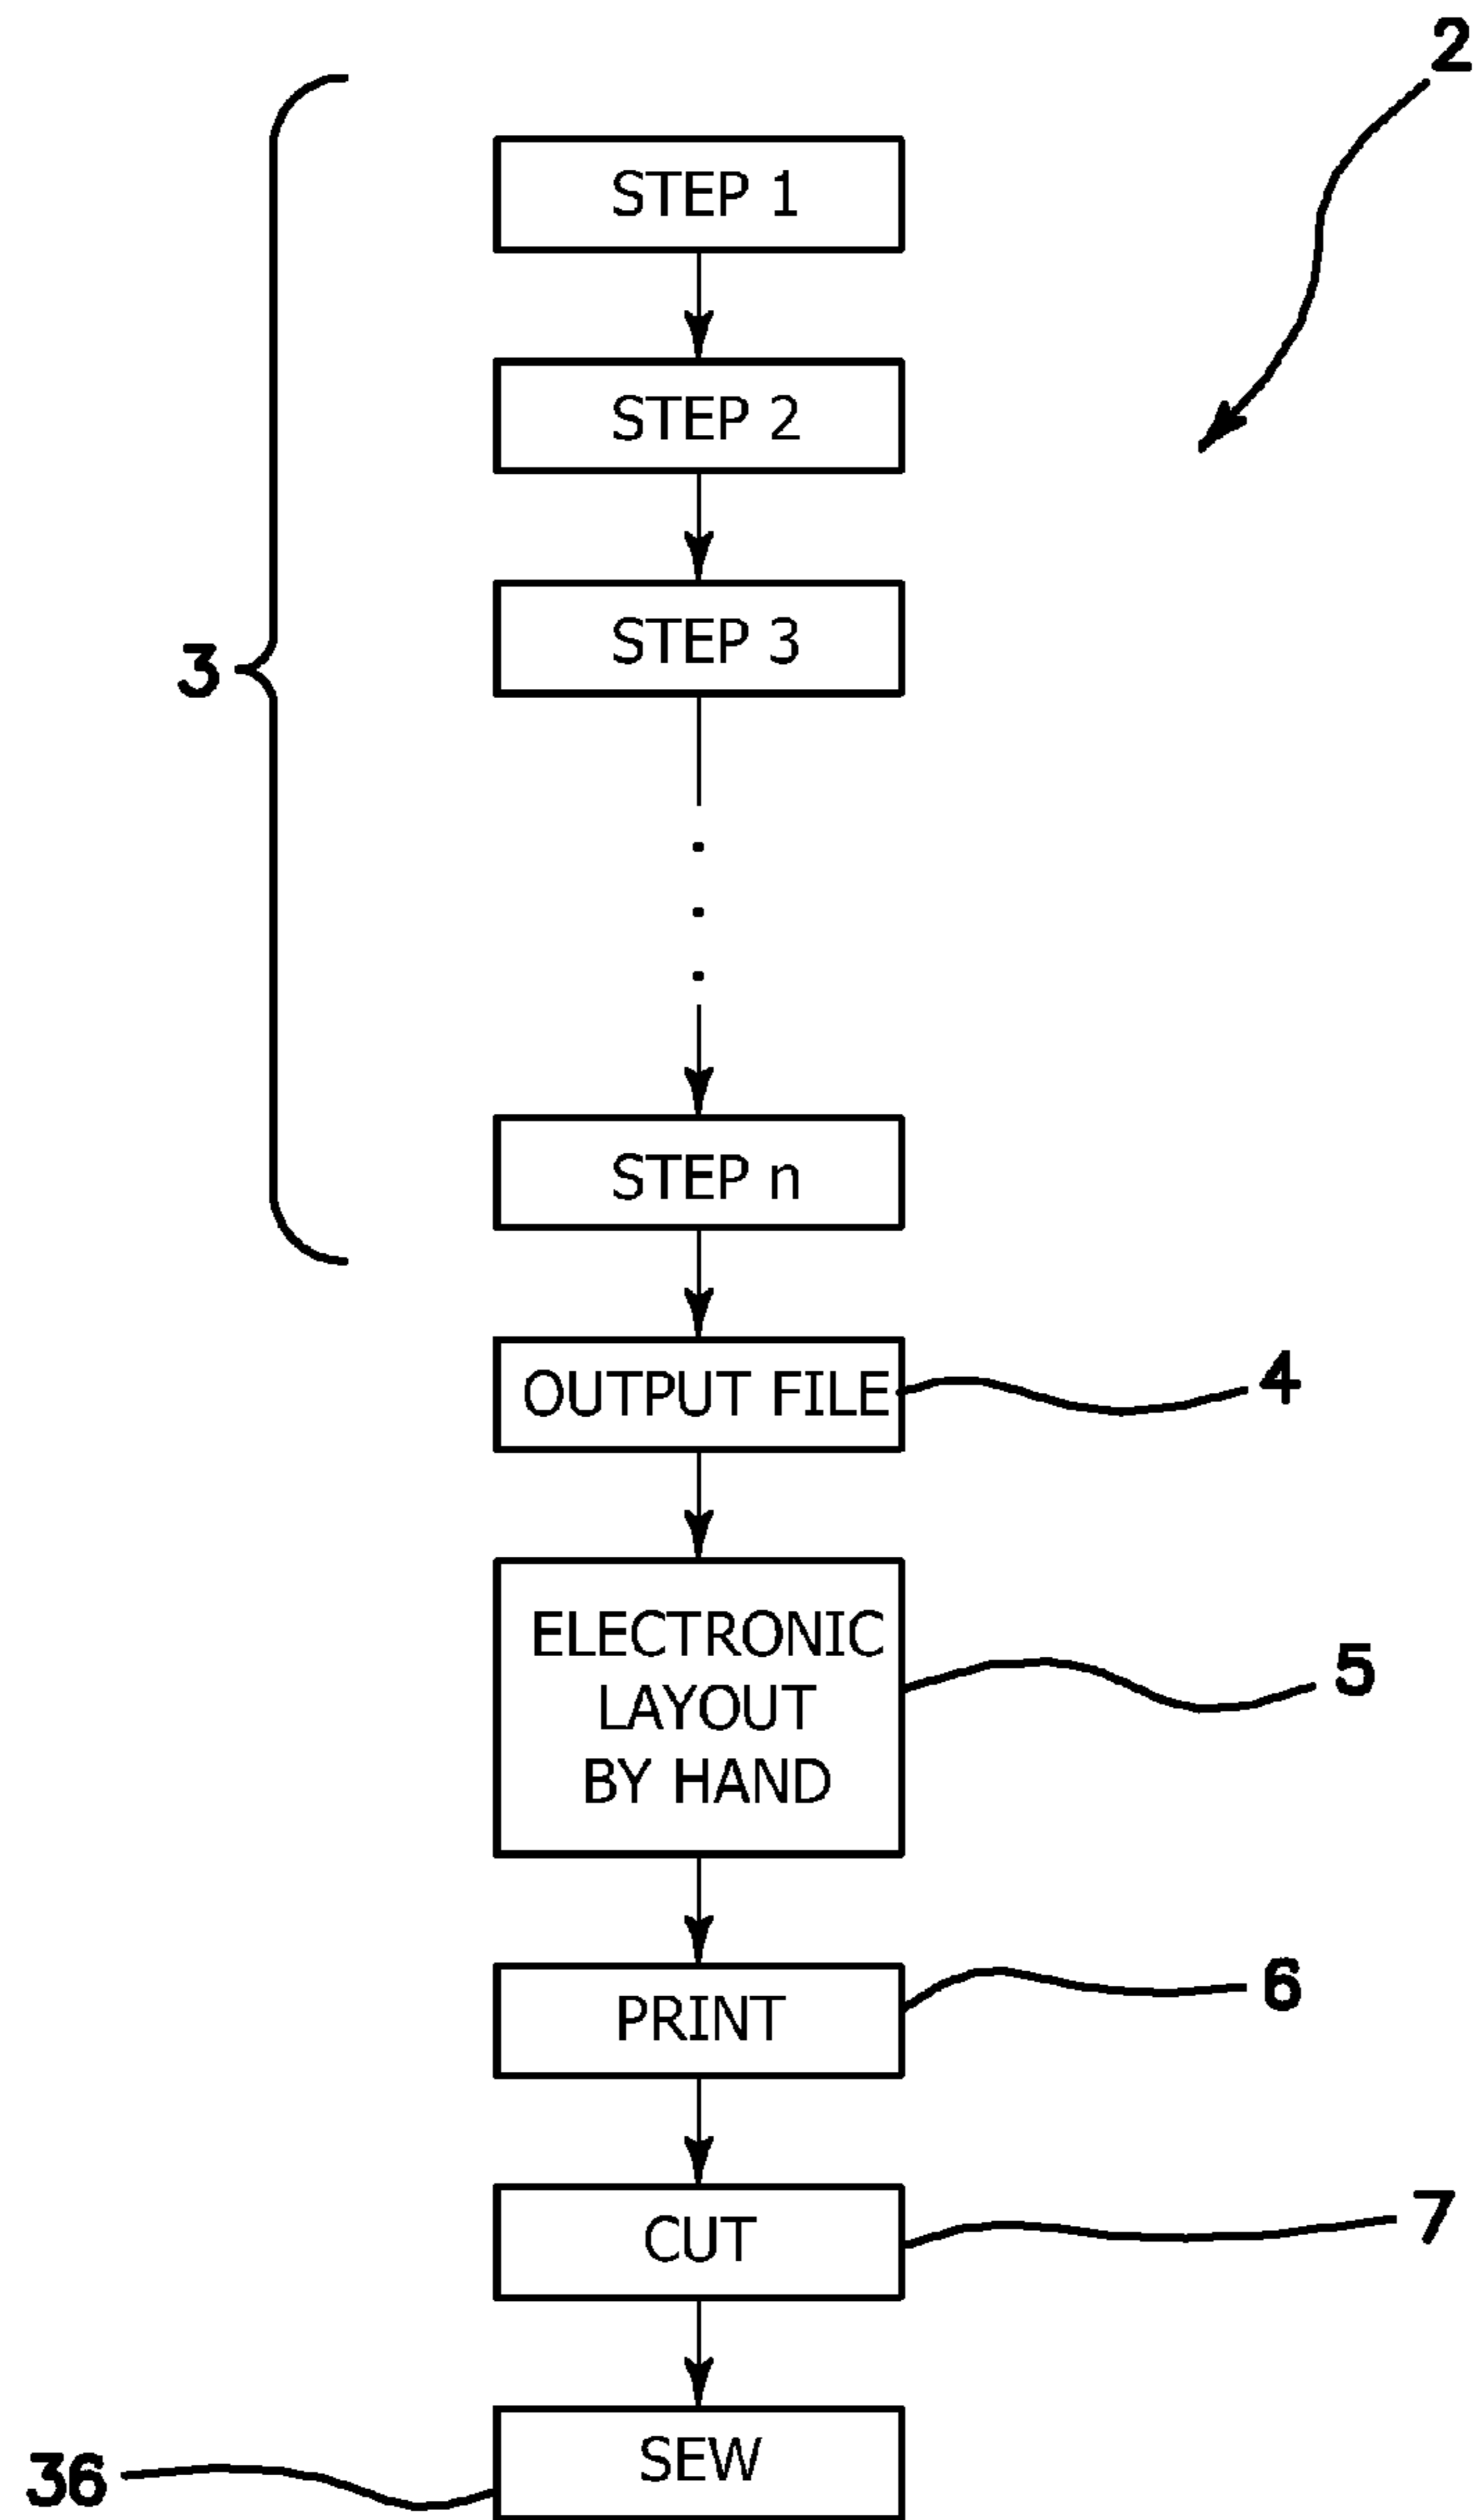 2
STEP 1
STEP 2
STEP 3
3
STEP n
OUTPUT FILE
4
ELECTRONIC
LAYOUT
BY HAND
5
PRINT
6
CUT
7
SEW
36